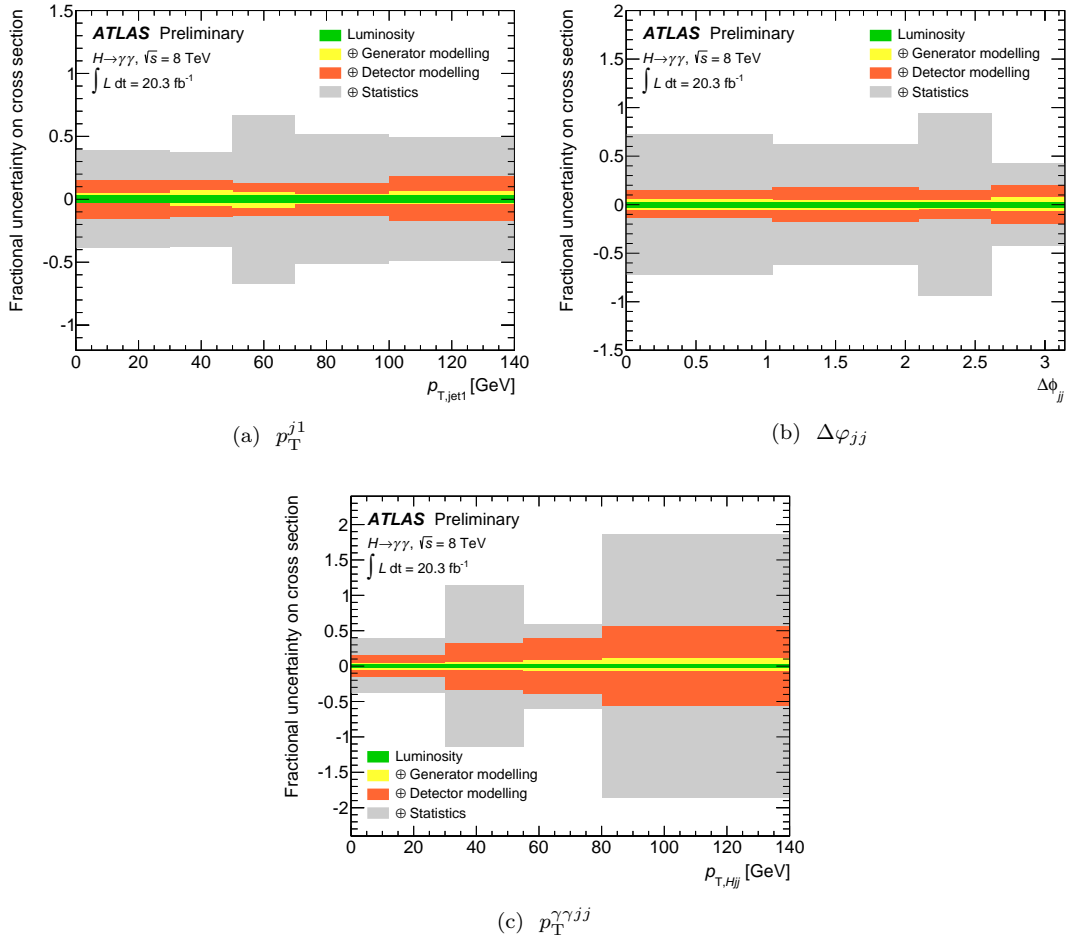 Fractional uncertainty on cross section
ATLAS Preliminary
H→γγ, √s = 8 TeV
∫ L dt = 20.3 fb⁻¹
Luminosity
⊕ Generator modelling
⊕ Detector modelling
⊕ Statistics
1.5
1
0.5
0
-0.5
-1
0 20 40 60 80 100 120 140
p_T,jet1 [GeV]
(a) p_T^{j1}
Fractional uncertainty on cross section
ATLAS Preliminary
H→γγ, √s = 8 TeV
∫ L dt = 20.3 fb⁻¹
Luminosity
⊕ Generator modelling
⊕ Detector modelling
⊕ Statistics
2
1.5
1
0.5
0
-0.5
-1
-1.5
0 0.5 1 1.5 2 2.5 3
Δϕ_jj
(b) Δφ_jj
Fractional uncertainty on cross section
ATLAS Preliminary
H→γγ, √s = 8 TeV
∫ L dt = 20.3 fb⁻¹
2
1.5
1
0.5
0
-0.5
-1
-1.5
-2
Luminosity
⊕ Generator modelling
⊕ Detector modelling
⊕ Statistics
0 20 40 60 80 100 120 140
p_T,Hjj [GeV]
(c) p_T^{γγjj}